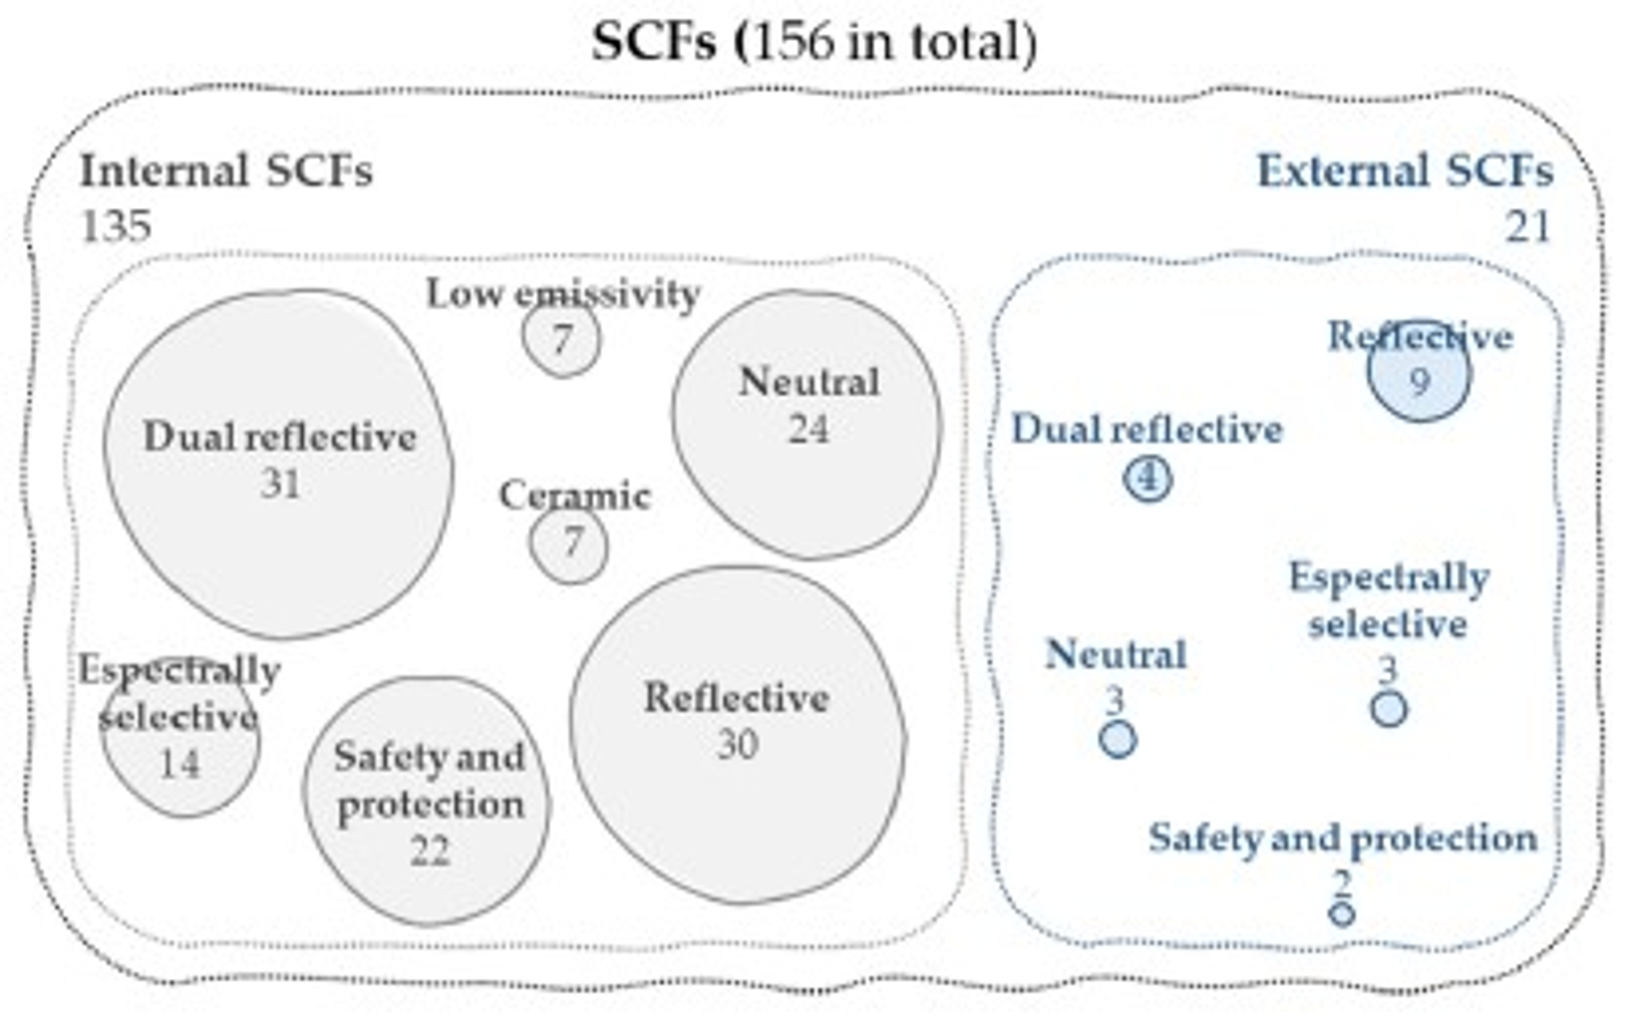 SCFs (156 in total)
Internal SCFs
135
External SCFs
21
Low emissivity
7
Neutral
24
Dual reflective
31
Ceramic
7
Espectrally
selective
14
Safety and
protection
22
Reflective
30
Reflective
9
Dual reflective
4
Espectrally
selective
3
Neutral
3
Safety and protection
2